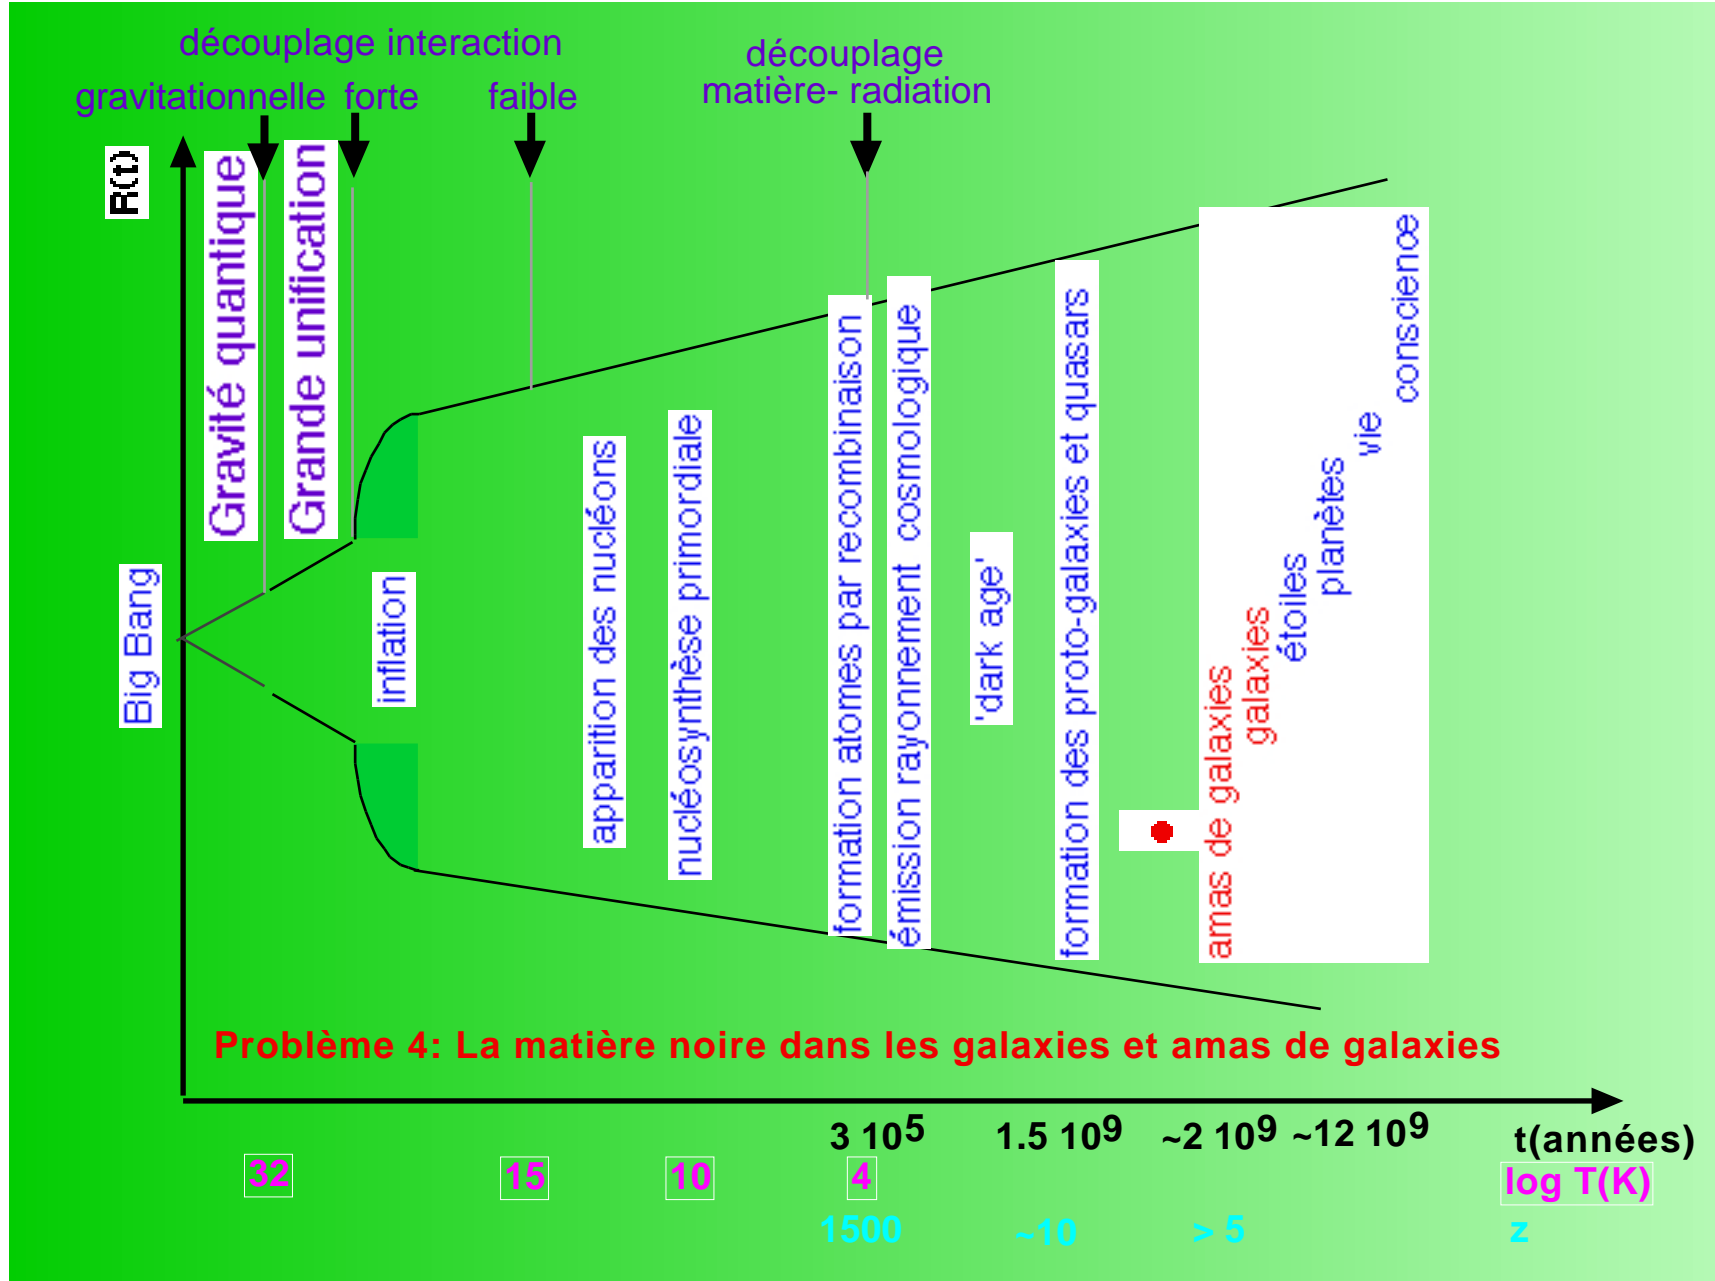 découplage interaction
gravitationnelle forte faible
découplage
matière- radiation
R(t)
Big Bang
Gravité quantique
Grande unification
inflation
apparition des nucléons
nucléosynthèse primordiale
formation atomes par recombinaison
émission rayonnement cosmologique
'dark age'
formation des proto-galaxies et quasars
amas de galaxies
galaxies
étoiles
planètes
vie
conscience
Problème 4: La matière noire dans les galaxies et amas de galaxies
3 10⁵ 1.5 10⁹ ~2 10⁹ ~12 10⁹ t(années)
32 15 10 4 log T(K)
1500 ~10 > 5 z